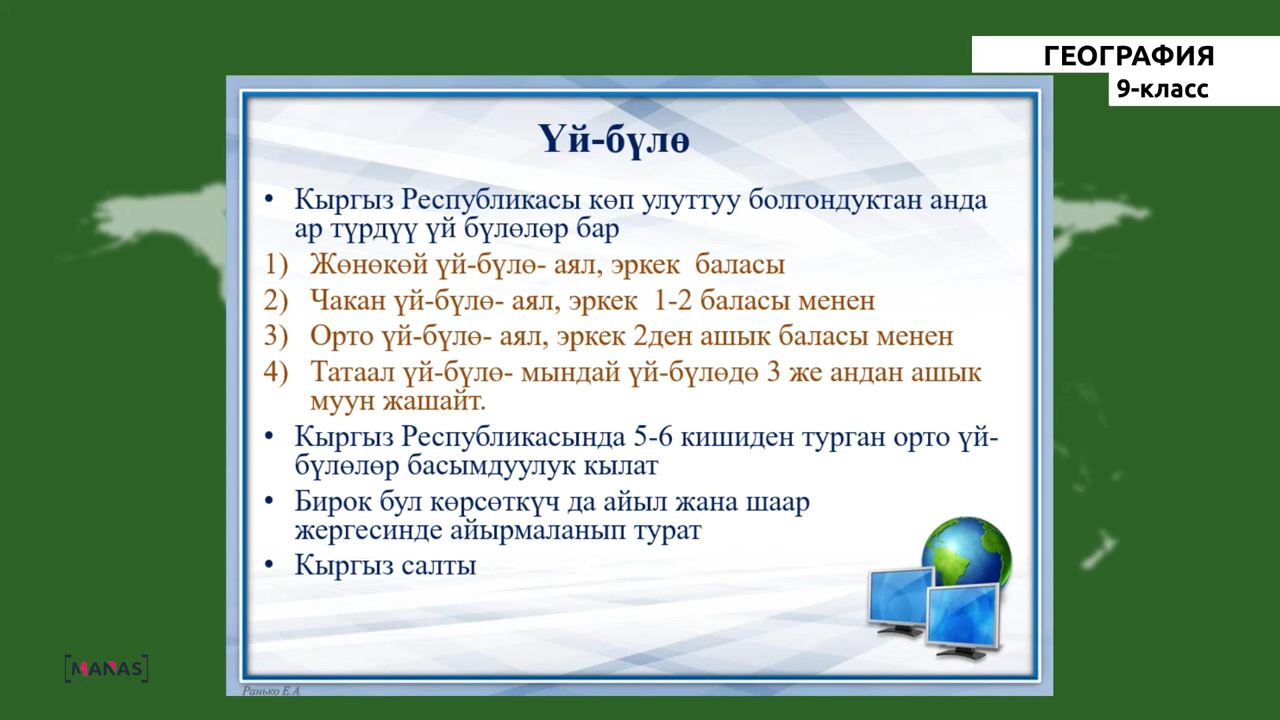 ГЕОГРАФИЯ
9-класс
Үй-бүлө
• Кыргыз Республикасы көп улуттуу болгондуктан анда
ар түрдүү үй бүлөлөр бар
1) Жөнөкөй үй-бүлө- аял, эркек баласы
2) Чакан үй-бүлө- аял, эркек 1-2 баласы менен
3) Орто үй-бүлө- аял, эркек 2ден ашык баласы менен
4) Татаал үй-бүлө- мындай үй-бүлөдө 3 же андан ашык
муун жашайт.
• Кыргыз Республикасында 5-6 кишиден турган орто үй-
бүлөлөр басымдуулук кылат
• Бирок бул көрсөткүч да айыл жана шаар
жергесинде айырмаланып турат
• Кыргыз салты
[MANAS]
Ранько Е.А.